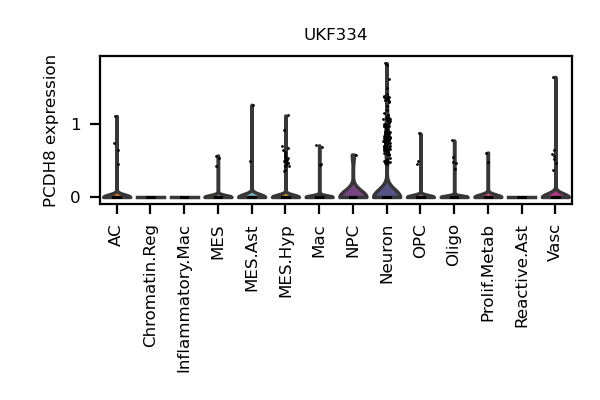 UKF334
PCDH8 expression
1
0
AC
Chromatin.Reg
Inflammatory.Mac
MES
MES.Ast
MES.Hyp
Mac
NPC
Neuron
OPC
Oligo
Prolif.Metab
Reactive.Ast
Vasc